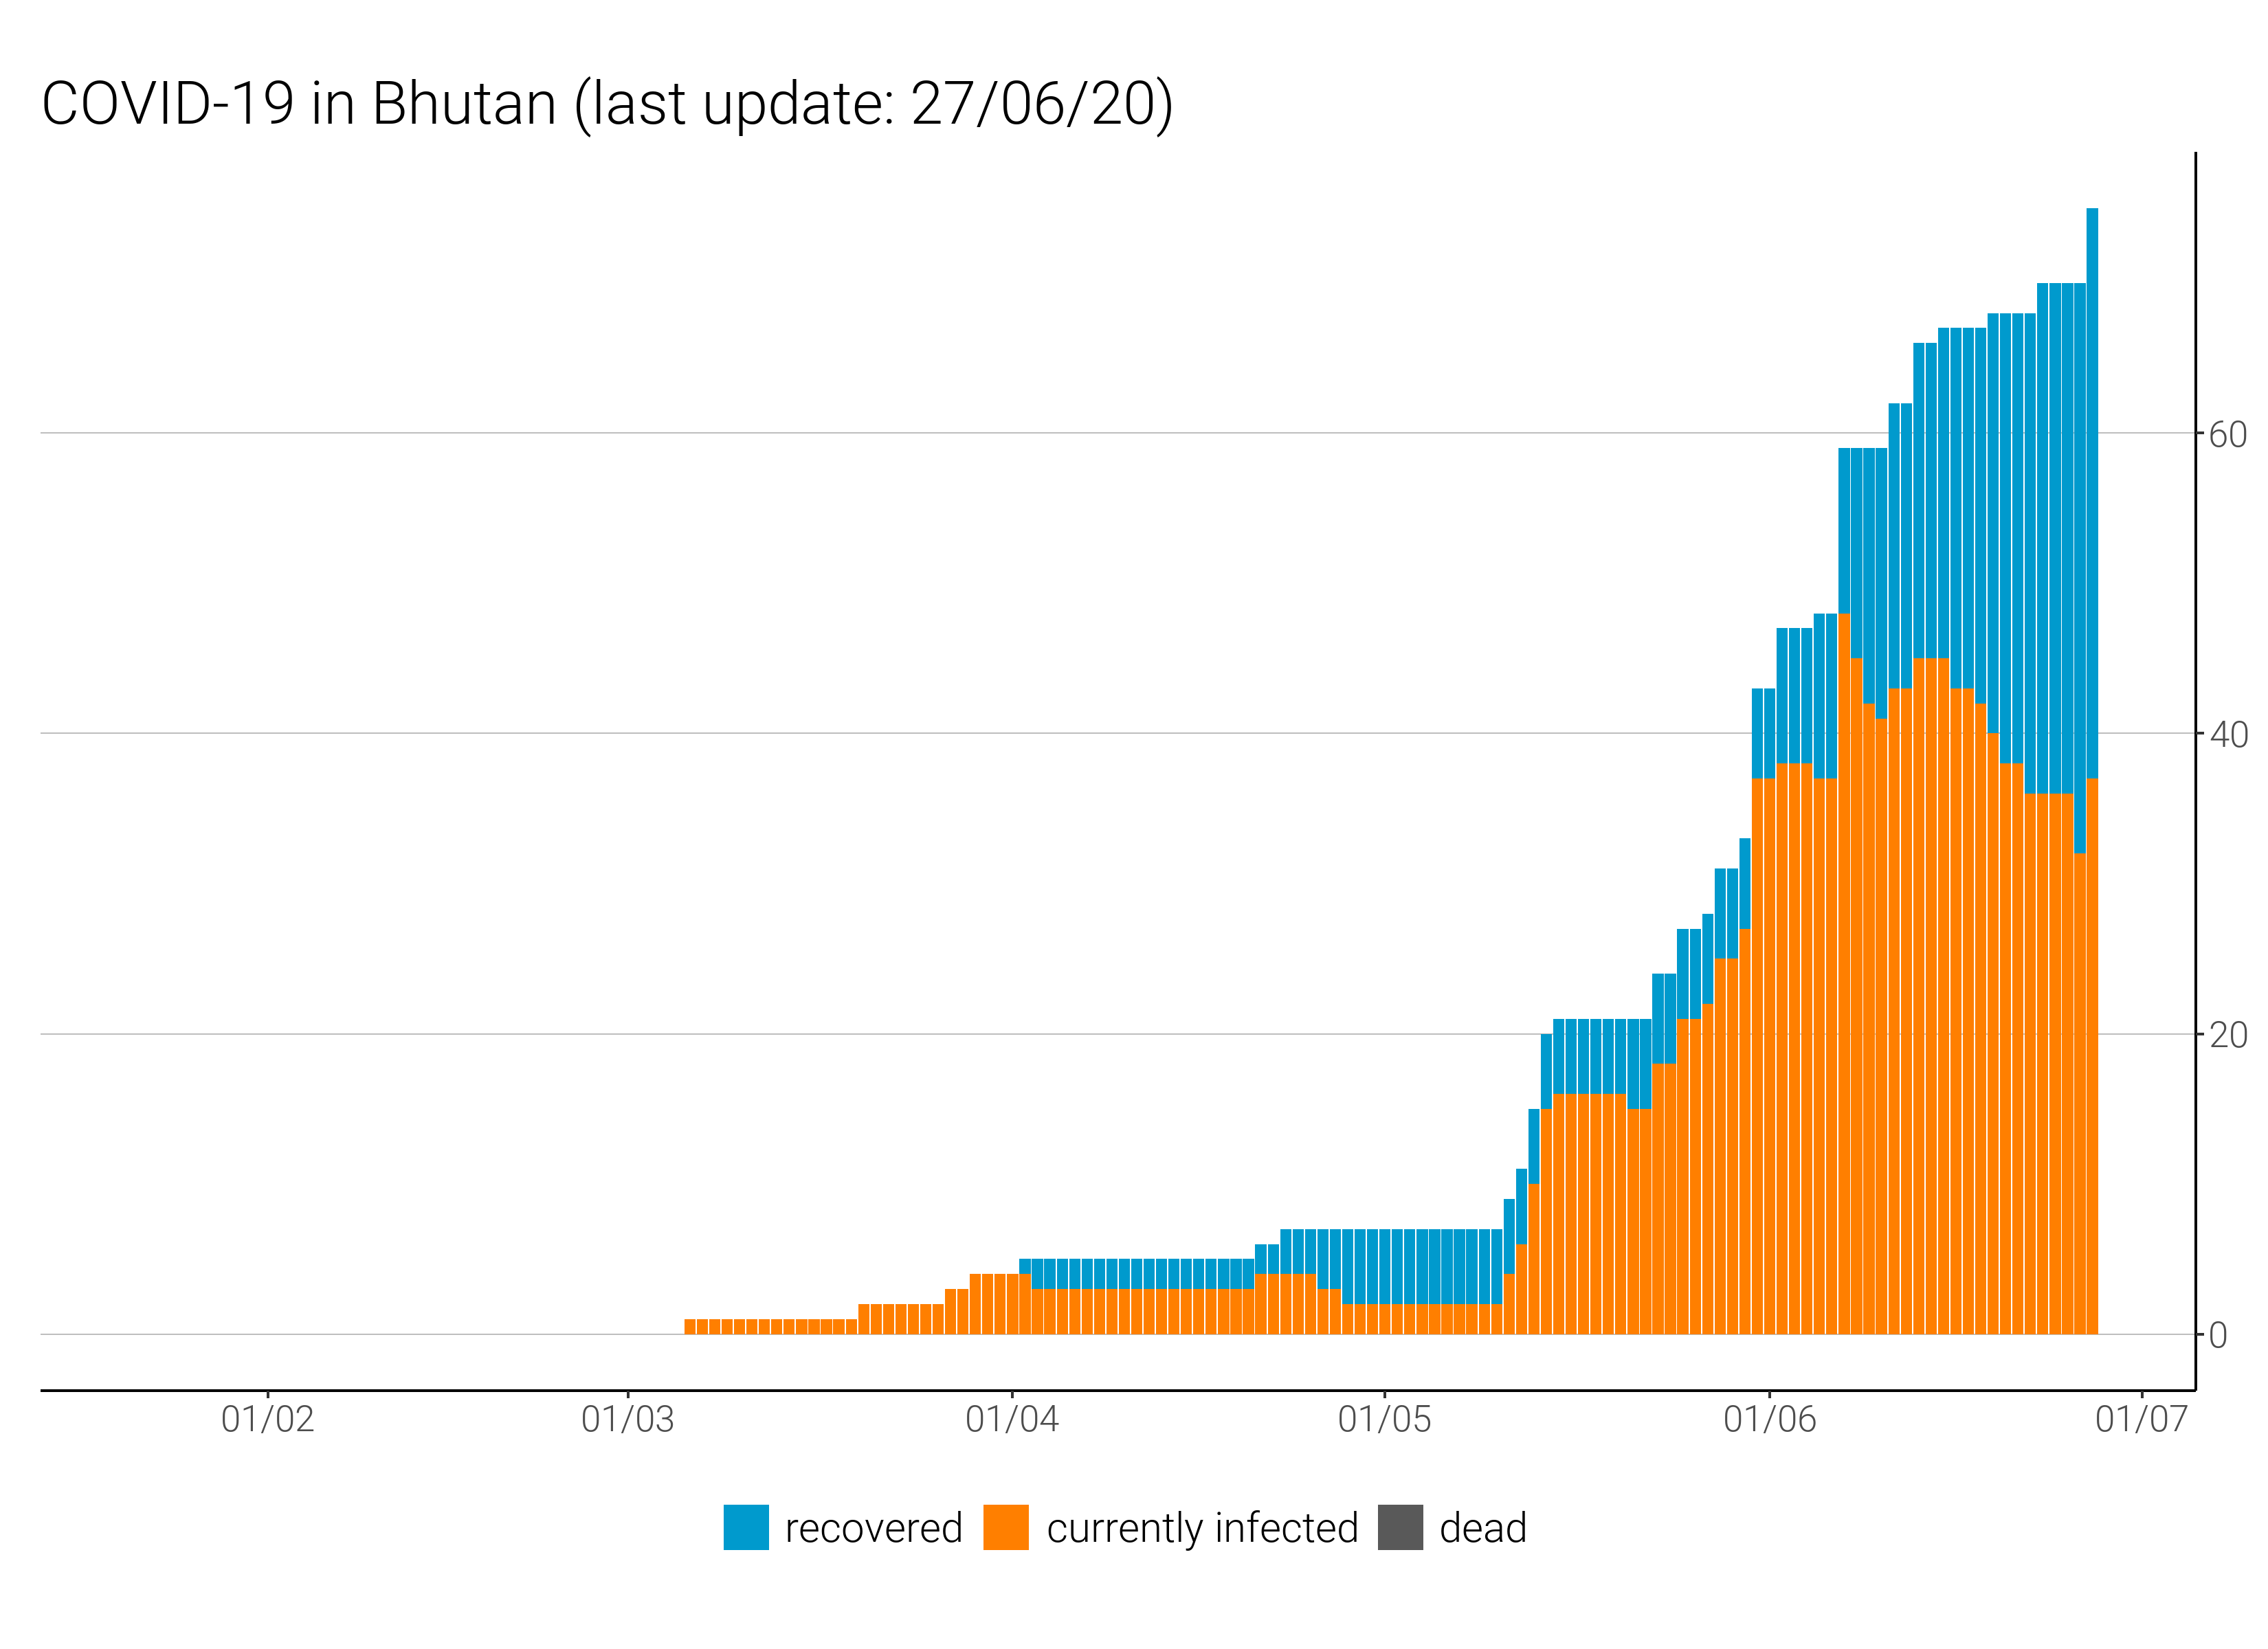 COVID-19 in Bhutan (last update: 27/06/20)
60
40
20
0
01/02 01/03 01/04 01/05 01/06 01/07
recovered currently infected dead